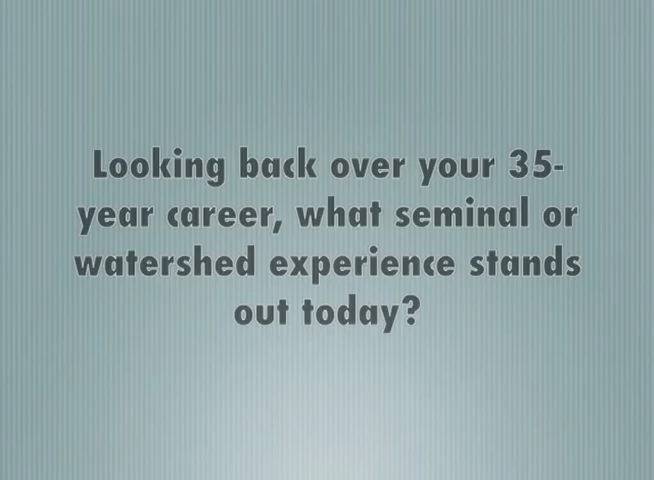 Looking back over your 35-
year career, what seminal or
watershed experience stands
out today?